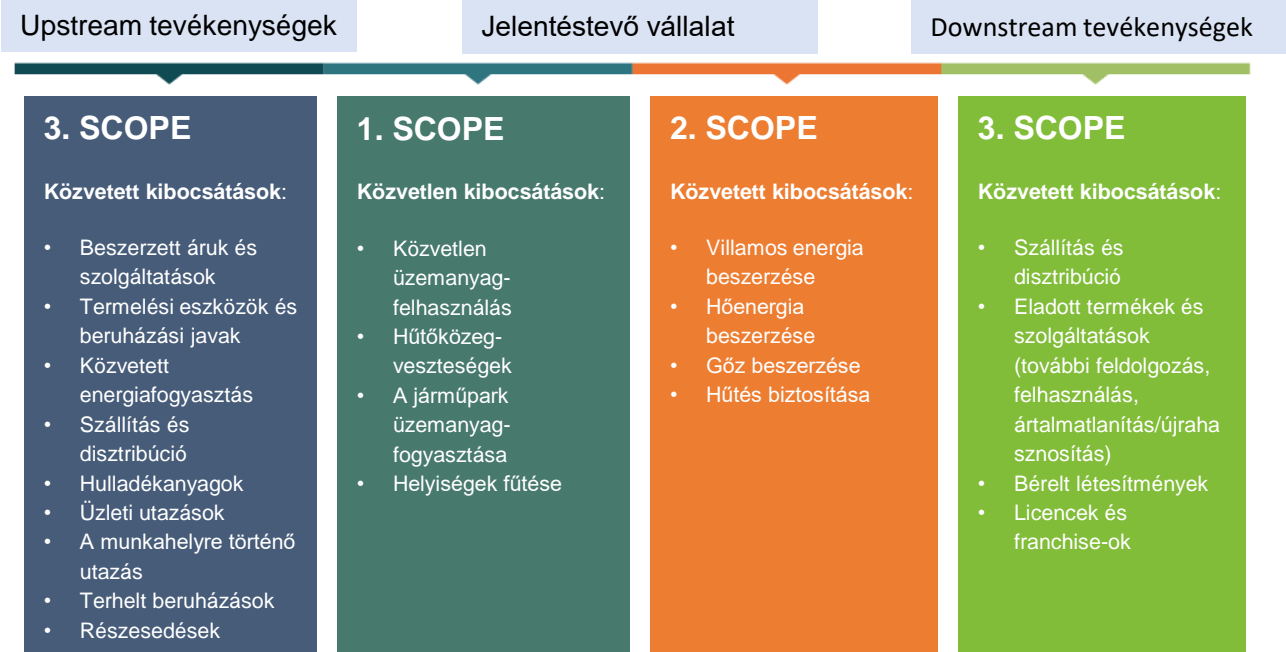 Upstream tevékenységek
Jelentéstevő vállalat
Downstream tevékenységek
3. SCOPE
Közvetett kibocsátások:
• Beszerzett áruk és
szolgáltatások
• Termelési eszközök és
beruházási javak
• Közvetett
energiafogyasztás
• Szállítás és
disztribúció
• Hulladékanyagok
• Üzleti utazások
• A munkahelyre történő
utazás
• Terhelt beruházások
• Részesedések
1. SCOPE
Közvetlen kibocsátások:
• Közvetlen
üzemanyag-
felhasználás
• Hűtőközeg-
veszteségek
• A járműpark
üzemanyag-
fogyasztása
• Helyiségek fűtése
2. SCOPE
Közvetett kibocsátások:
• Villamos energia
beszerzése
• Hőenergia
beszerzése
• Gőz beszerzése
• Hűtés biztosítása
3. SCOPE
Közvetett kibocsátások:
• Szállítás és
disztribúció
• Eladott termékek és
szolgáltatások
(további feldolgozás,
felhasználás,
ártalmatlanítás/újraha
sznosítás)
• Bérelt létesítmények
• Licencek és
franchise-ok